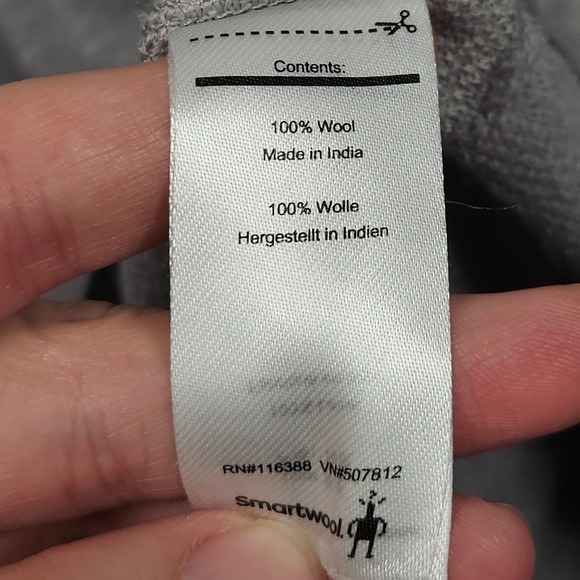 Contents:
100% Wool
Made in India
100% Wolle
Hergestellt in Indien
RN#116388 VN#507812
smartwool.